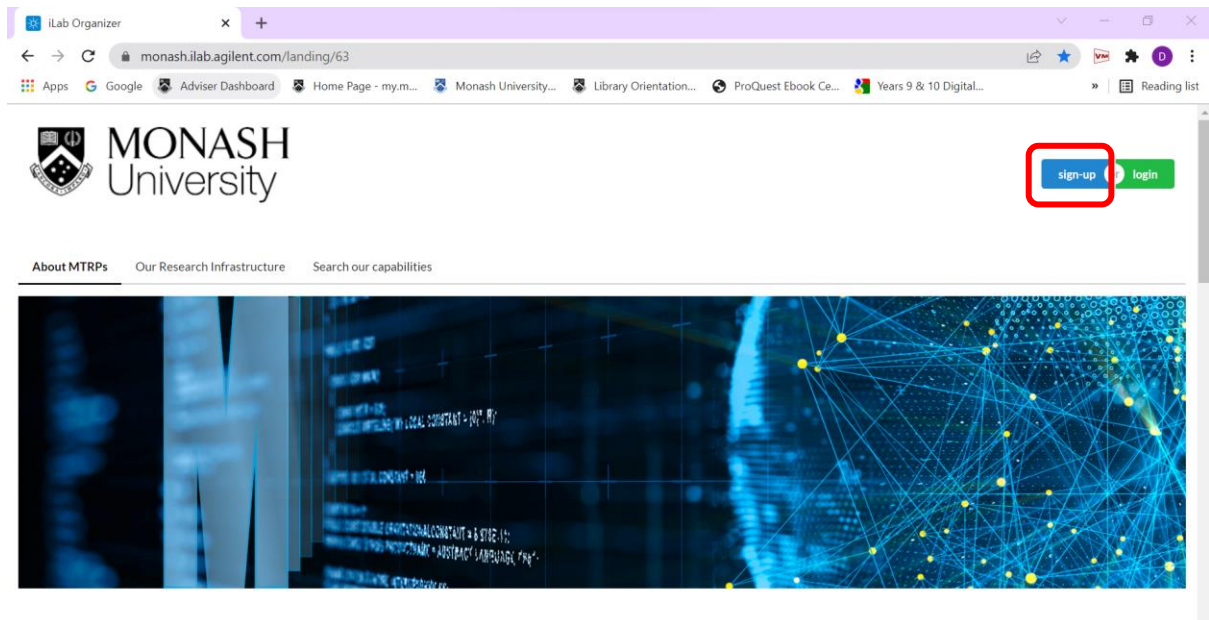 iLab Organizer
monash.ilab.agilent.com/landing/63
VM
D
Apps Google Adviser Dashboard Home Page - my.m... Monash University... Library Orientation... ProQuest Ebook Ce... Years 9 & 10 Digital... » Reading list
MONASH
University
sign-up login
About MTRPs Our Research Infrastructure Search our capabilities